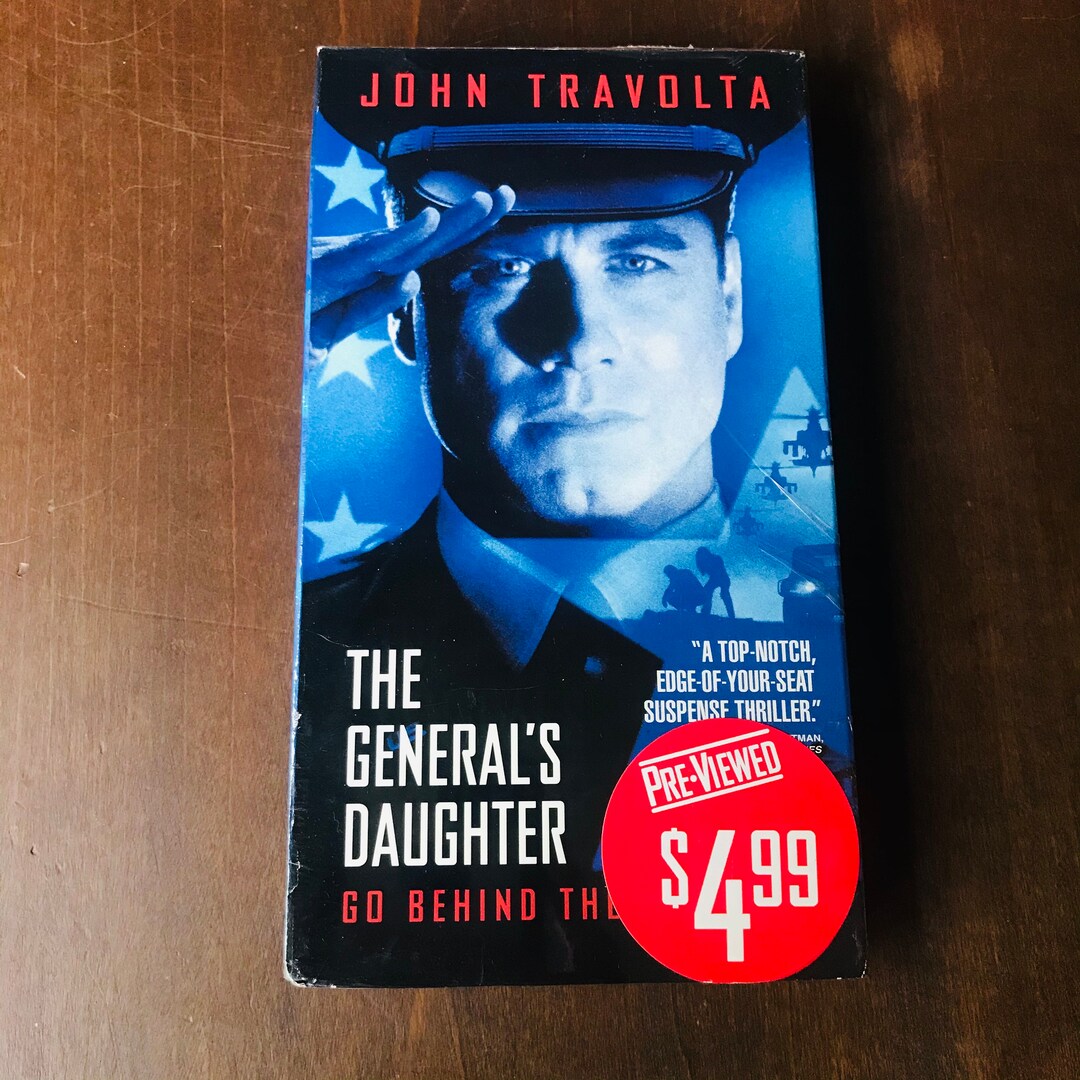 JOHN TRAVOLTA
"A TOP-NOTCH,
EDGE-OF-YOUR-SEAT
SUSPENSE THRILLER."
THE
GENERAL'S
DAUGHTER
GO BEHIND THE
PRE•VIEWED
$499